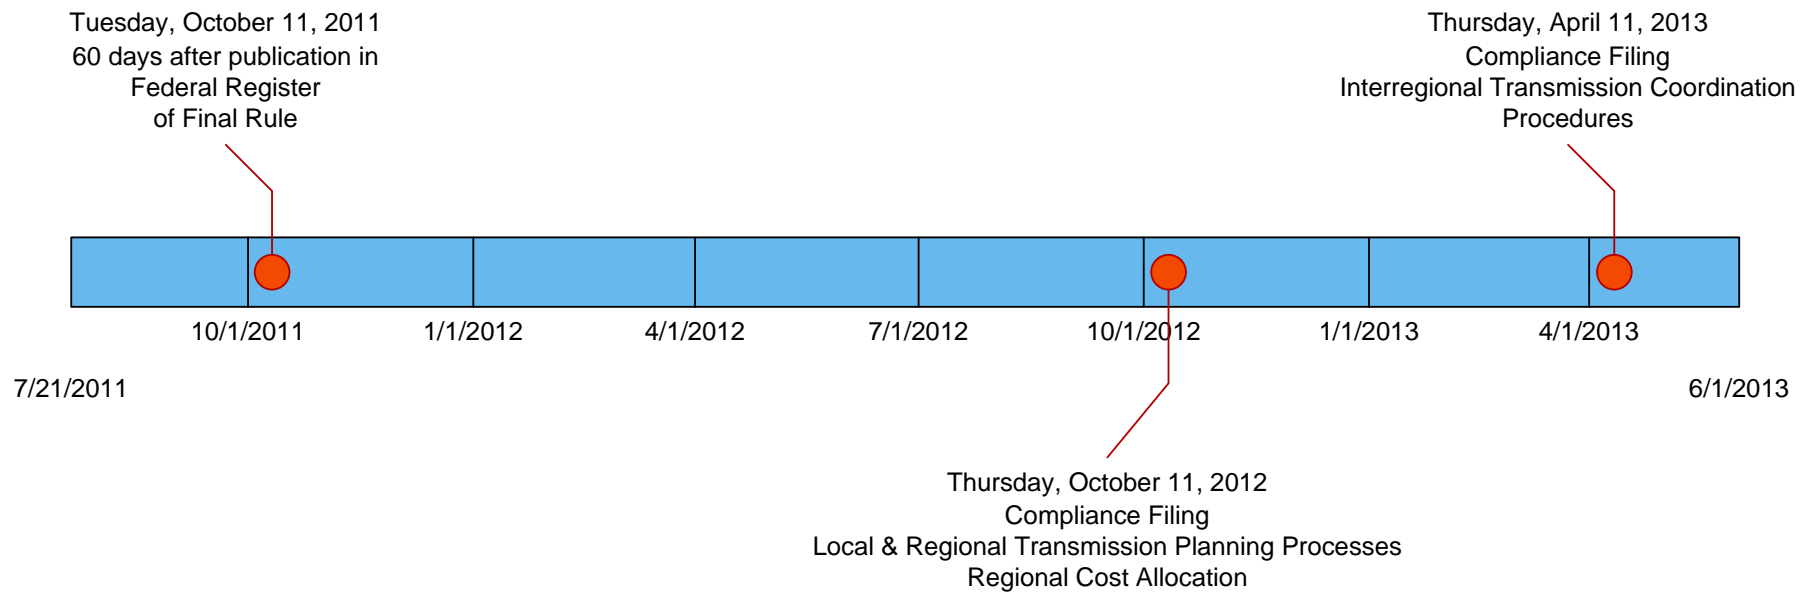 Tuesday, October 11, 2011
60 days after publication in
Federal Register
of Final Rule
Thursday, April 11, 2013
Compliance Filing
Interregional Transmission Coordination
Procedures
10/1/2011
1/1/2012
4/1/2012
7/1/2012
10/1/2012
1/1/2013
4/1/2013
7/21/2011
6/1/2013
Thursday, October 11, 2012
Compliance Filing
Local & Regional Transmission Planning Processes
Regional Cost Allocation